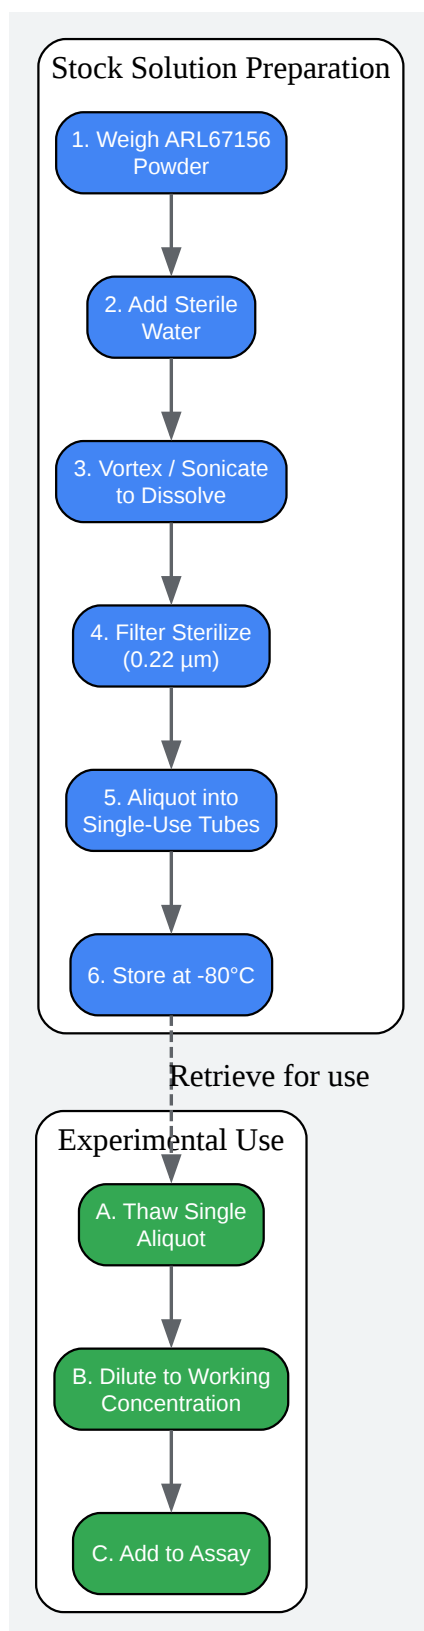 Stock Solution Preparation
1. Weigh ARL67156
Powder
2. Add Sterile
Water
3. Vortex / Sonicate
to Dissolve
4. Filter Sterilize
(0.22 µm)
5. Aliquot into
Single-Use Tubes
6. Store at -80°C
Retrieve for use
Experimental Use
A. Thaw Single
Aliquot
B. Dilute to Working
Concentration
C. Add to Assay